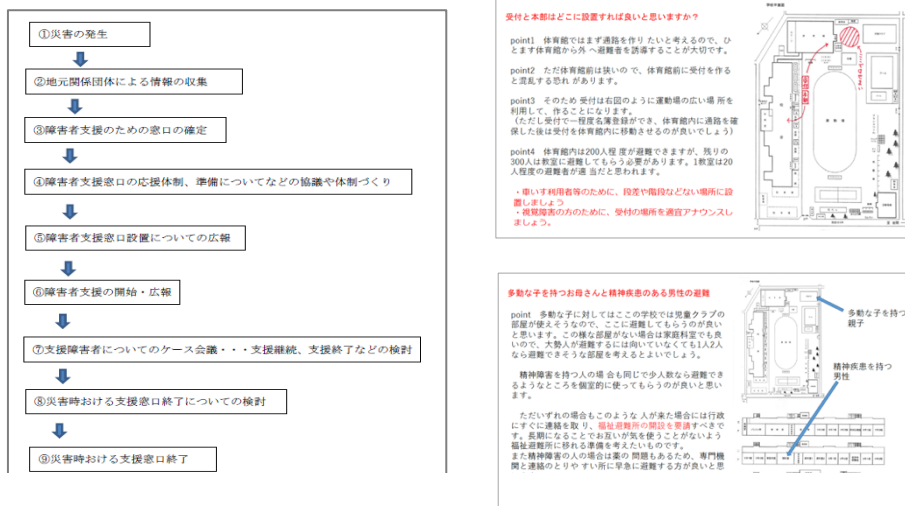 ①災害の発生
②地元関係団体による情報の収集
③障害者支援のための窓口の確定
④障害者支援窓口の応援体制、準備についてなどの協議や体制づくり
⑤障害者支援窓口設置についての広報
⑥障害者支援の開始・広報
⑦支援障害者についてのケース会議・・・支援継続、支援終了などの検討
⑧災害時おける支援窓口終了についての検討
⑨災害時おける支援窓口終了
受付と本部はどこに設置すれば良いと思いますか？
point1　体育館ではまず通路を作り たいと考えるので、ひ
とまず体育館から外 へ避難者を誘導することが大切です。
point2　ただ体育館前は狭いの で、体育館前に受付を作る
と混乱する恐れ があります。
point3　そのため 受付は右図のように運動場の広い場 所を
利用して、作ることになります。
（ただし受付で一程度名簿登録ができ、体育館内に通路を確
保した後は受付を体育館内に移動させるのが良いでしょう）
point4　体育館内は200人程 度が避難できますが、残りの
300人は教室に避難してもらう必要があります。1教室は20
人程度の避難者が適 当だと思われます。
・車いす利用者等のために、段差や階段などない場所に設
置しましょう
・視覚障害の方のために、受付の場所を適宜アナウンスし
ましょう。
多動な子を持つお母さんと精神疾患のある男性の避難
point　多動な子に対してはここの学校では児童クラブの
部屋が使えそうなので、ここに避難してもらうのが良い
と思います。この様な部屋がない場合は家庭科室でも良
いので、大勢人が避難するには向いていなくても1人2人
なら避難できそうな部屋を考えるとよいでしょう。
精神障害を持つ人の場 合も同じで少人数なら避難でき
るようなところを個室的に使ってもらうのが良いと思い
ます。
ただいずれの場合もこのような 人が来た場合には行政
にすぐに連絡を取 り、福祉避難所の開設を要請すべきで
す。長期になることでお互いが気を使うことがないよう
福祉避難所に移れる準備を考えたいものです。
また精神障害の人の場合は薬の 問題もあるため、専門機
関と連絡のとりや すい所に早急に避難する方が良いと思
多動な子を持つ
親子
精神疾患を持つ
男性